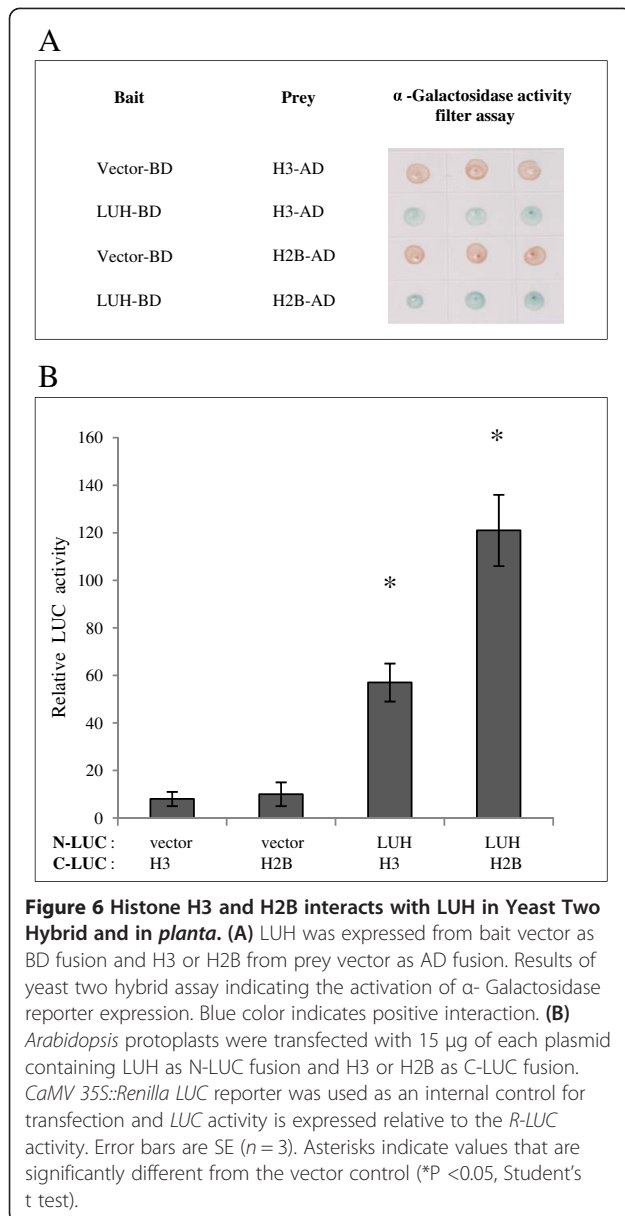 A
Bait Prey α -Galactosidase activity
filter assay
Vector-BD H3-AD
LUH-BD H3-AD
Vector-BD H2B-AD
LUH-BD H2B-AD
B
Relative LUC activity
160
140
120
100
80
60
40
20
0
* *
N-LUC : vector vector LUH LUH
C-LUC : H3 H2B H3 H2B
Figure 6 Histone H3 and H2B interacts with LUH in Yeast Two
Hybrid and in planta. (A) LUH was expressed from bait vector as
BD fusion and H3 or H2B from prey vector as AD fusion. Results of
yeast two hybrid assay indicating the activation of α- Galactosidase
reporter expression. Blue color indicates positive interaction. (B)
Arabidopsis protoplasts were transfected with 15 μg of each plasmid
containing LUH as N-LUC fusion and H3 or H2B as C-LUC fusion.
CaMV 35S::Renilla LUC reporter was used as an internal control for
transfection and LUC activity is expressed relative to the R-LUC
activity. Error bars are SE (n = 3). Asterisks indicate values that are
significantly different from the vector control (*P <0.05, Student's
t test).